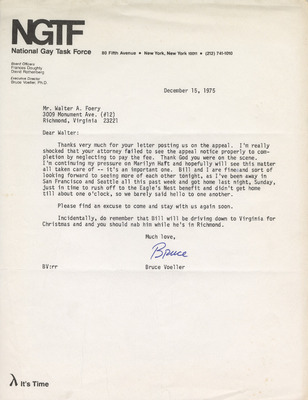 NGTF
National Gay Task Force
80 Fifth Avenue • New York, New York 10011 • (212) 741-1010
Board Officers
Frances Doughty
David Rothenberg
Executive Director
Bruce Voeller, Ph.D.
December 15, 1975
Mr. Walter A. Foery
3009 Monument Ave. (#12)
Richmond, Virginia 23221
Dear Walter:
Thanks very much for your letter posting us on the appeal. I'm really
shocked that your attorney failed to see the appeal notice properly to com-
pletion by neglecting to pay the fee. Thank God you were on the scene.
I'm continuing my pressure on Marilyn Haft and hopefully will see this matter
all taken care of -- it's an important one. Bill and I are fine and sort of
looking forward to seeing more of each other tonight, as I've been away in
San Francisco and Seattle all this past week and got home last night, Sunday,
just in time to rush off to the Eagle's Nest benefit and didn't get home
till about one o'clock, so we barely said hello to one another.
Please find an excuse to come and stay with us again soon.
Incidentally, do remember that Bill will be driving down to Virginia for
Christmas and and you should nab him while he's in Richmond.
Much love,
Bruce
BV:rr
Bruce Voeller
λ It's Time